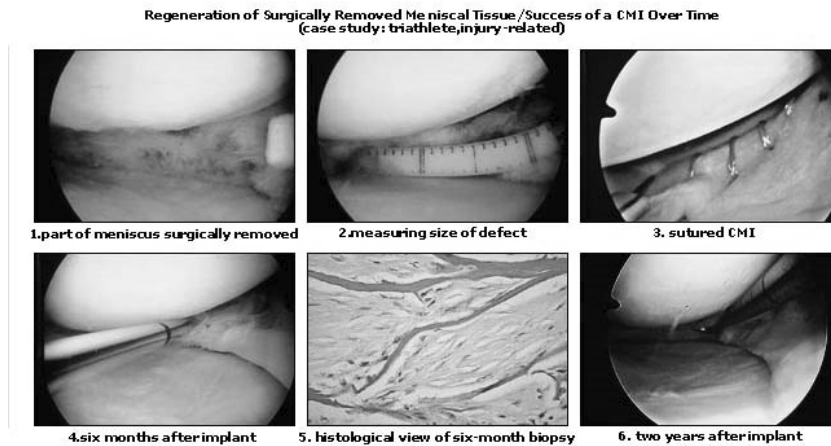 Regeneration of Surgically Removed Meniscal Tissue/Success of a CMI Over Time
(case study: triathlete,injury-related)
1.part of meniscus surgically removed
2.measuring size of defect
3. sutured CMI
4.six months after implant
5. histological view of six-month biopsy
6. two years after implant